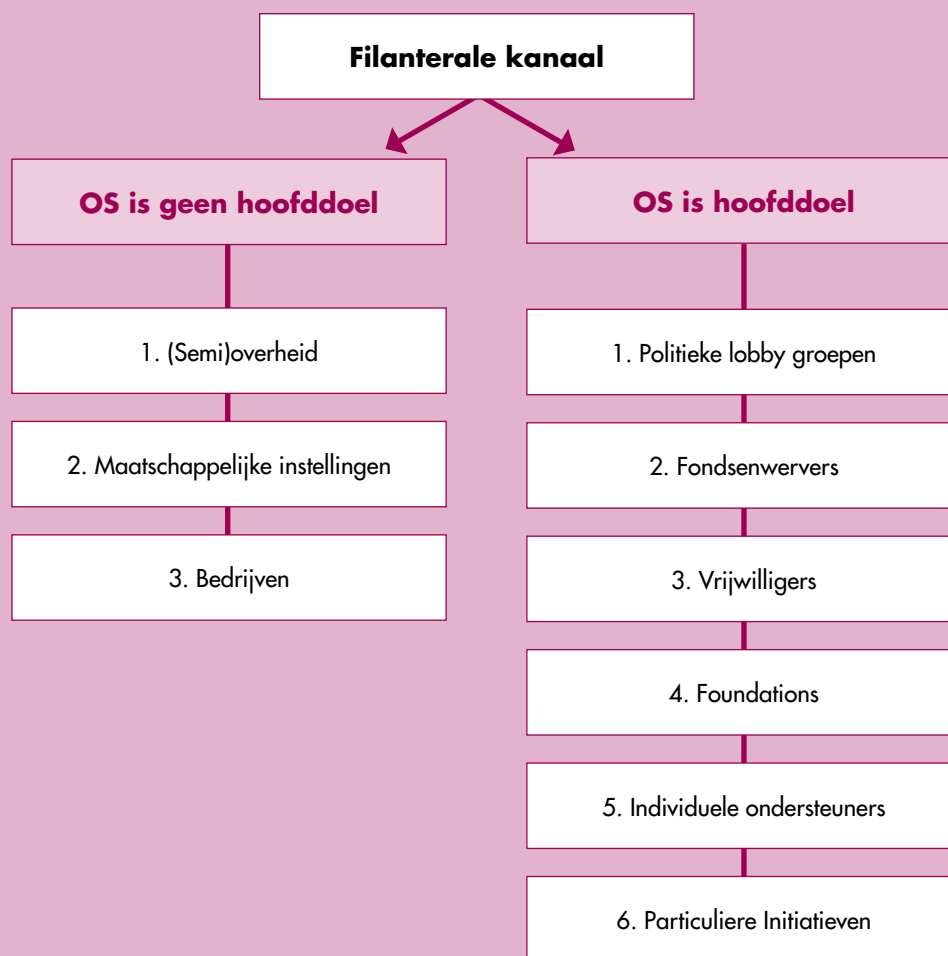 Filanterale kanaal
OS is geen hoofddoel
1. (Semi)overheid
2. Maatschappelijke instellingen
3. Bedrijven
OS is hoofddoel
1. Politieke lobby groepen
2. Fondsenwervers
3. Vrijwilligers
4. Foundations
5. Individuele ondersteuners
6. Particuliere Initiatieven